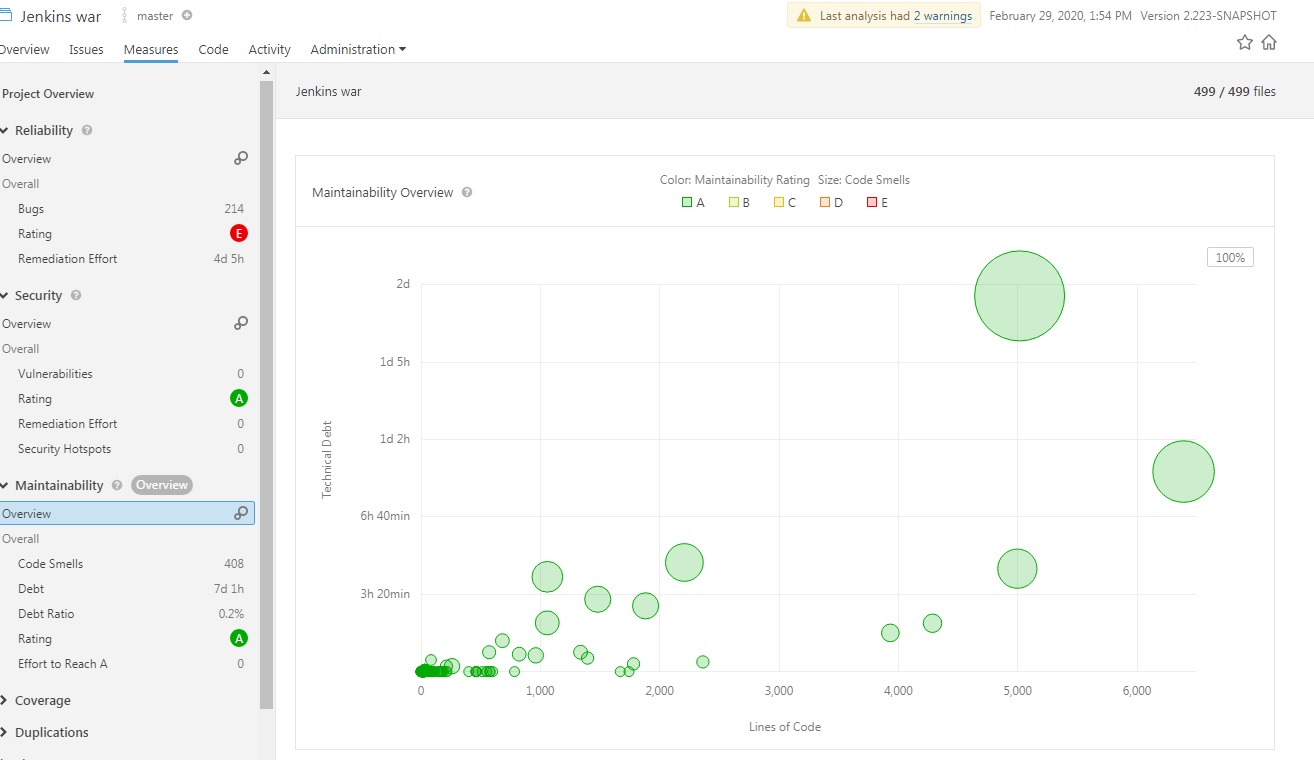 Jenkins war master
Last analysis had 2 warnings February 29, 2020, 1:54 PM Version 2.223-SNAPSHOT
Overview Issues Measures Code Activity Administration
Project Overview
Reliability ?
Overview
Overall
Bugs 214
Rating E
Remediation Effort 4d 5h
Security ?
Overview
Overall
Vulnerabilities 0
Rating A
Remediation Effort 0
Security Hotspots 0
Maintainability ? Overview
Overview
Overall
Code Smells 408
Debt 7d 1h
Debt Ratio 0.2%
Rating A
Effort to Reach A 0
Coverage
Duplications
Jenkins war 499 / 499 files
Maintainability Overview ?
Color: Maintainability Rating Size: Code Smells
A B C D E
100%
2d
1d 5h
1d 2h
6h 40min
3h 20min
Technical Debt
0 1,000 2,000 3,000 4,000 5,000 6,000
Lines of Code